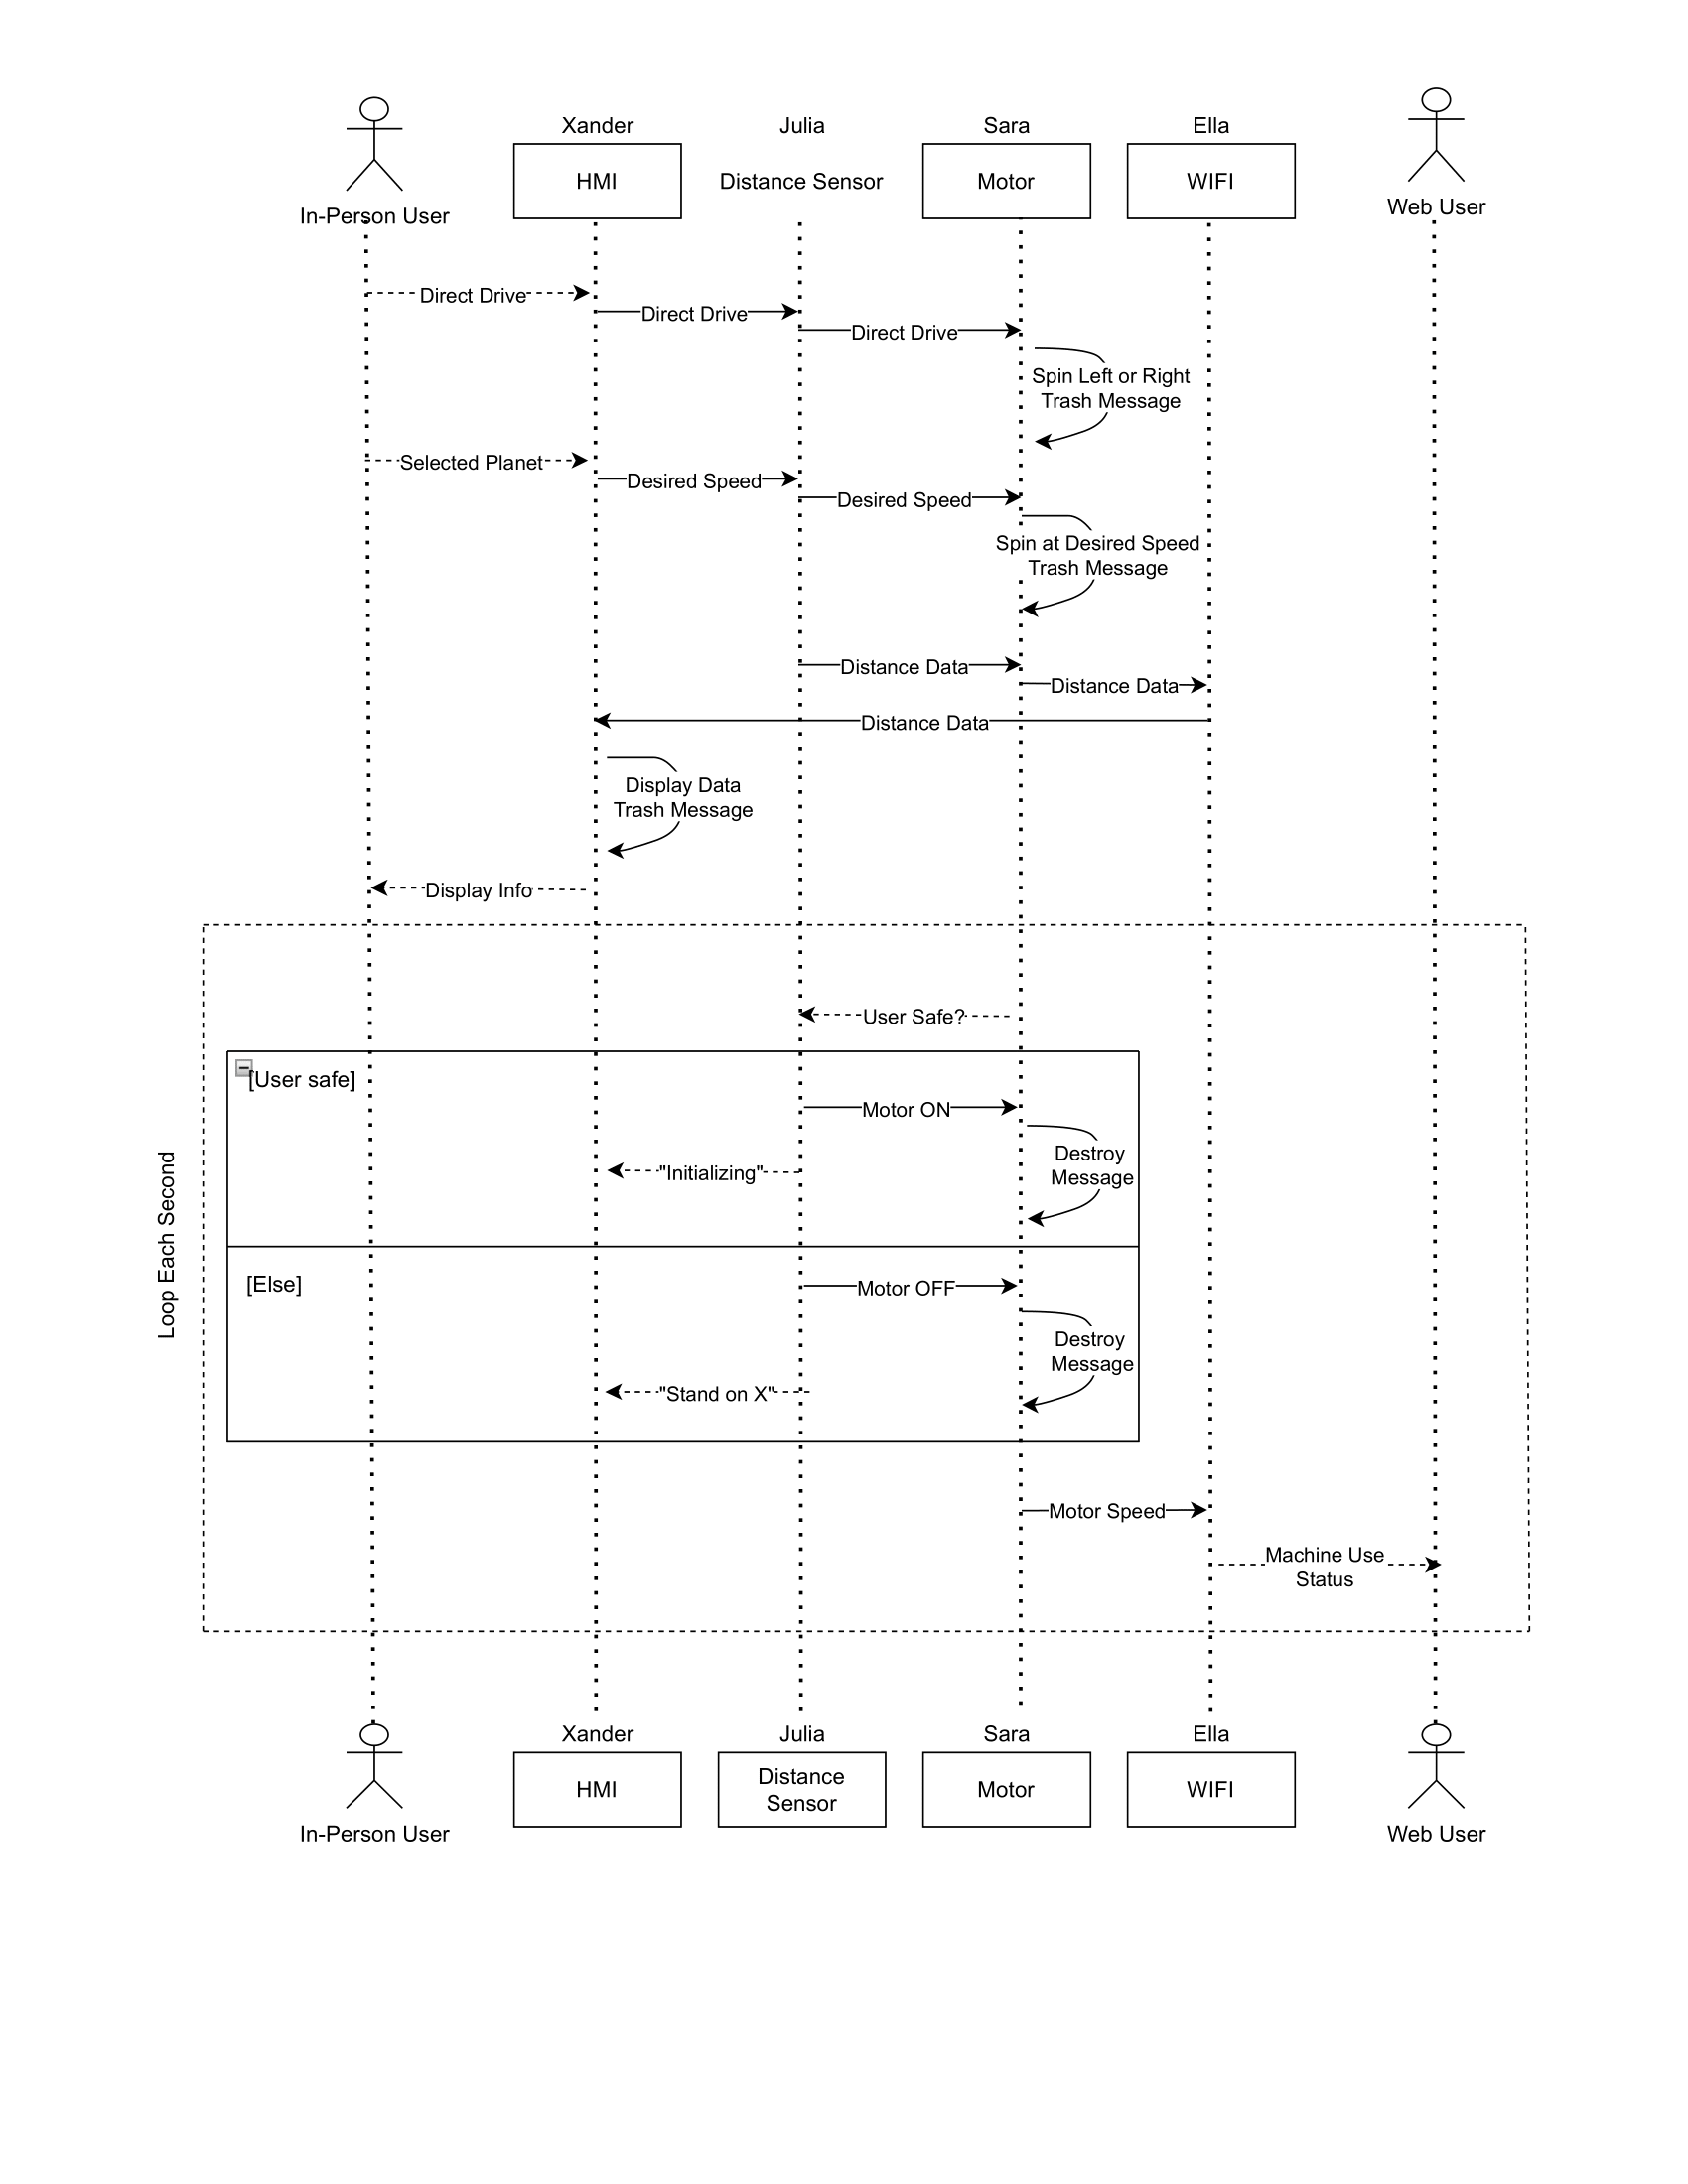 Xander
Julia
Sara
Ella
HMI
Distance Sensor
Motor
WIFI
In-Person User
Web User
Direct Drive
Direct Drive
Direct Drive
Spin Left or Right
Trash Message
Selected Planet
Desired Speed
Desired Speed
Spin at Desired Speed
Trash Message
Distance Data
Distance Data
Distance Data
Display Data
Trash Message
Display Info
Loop Each Second
User Safe?
[User safe]
Motor ON
Destroy
Message
"Initializing"
[Else]
Motor OFF
Destroy
Message
"Stand on X"
Motor Speed
Machine Use
Status
Xander
Julia
Sara
Ella
HMI
Distance
Sensor
Motor
WIFI
In-Person User
Web User